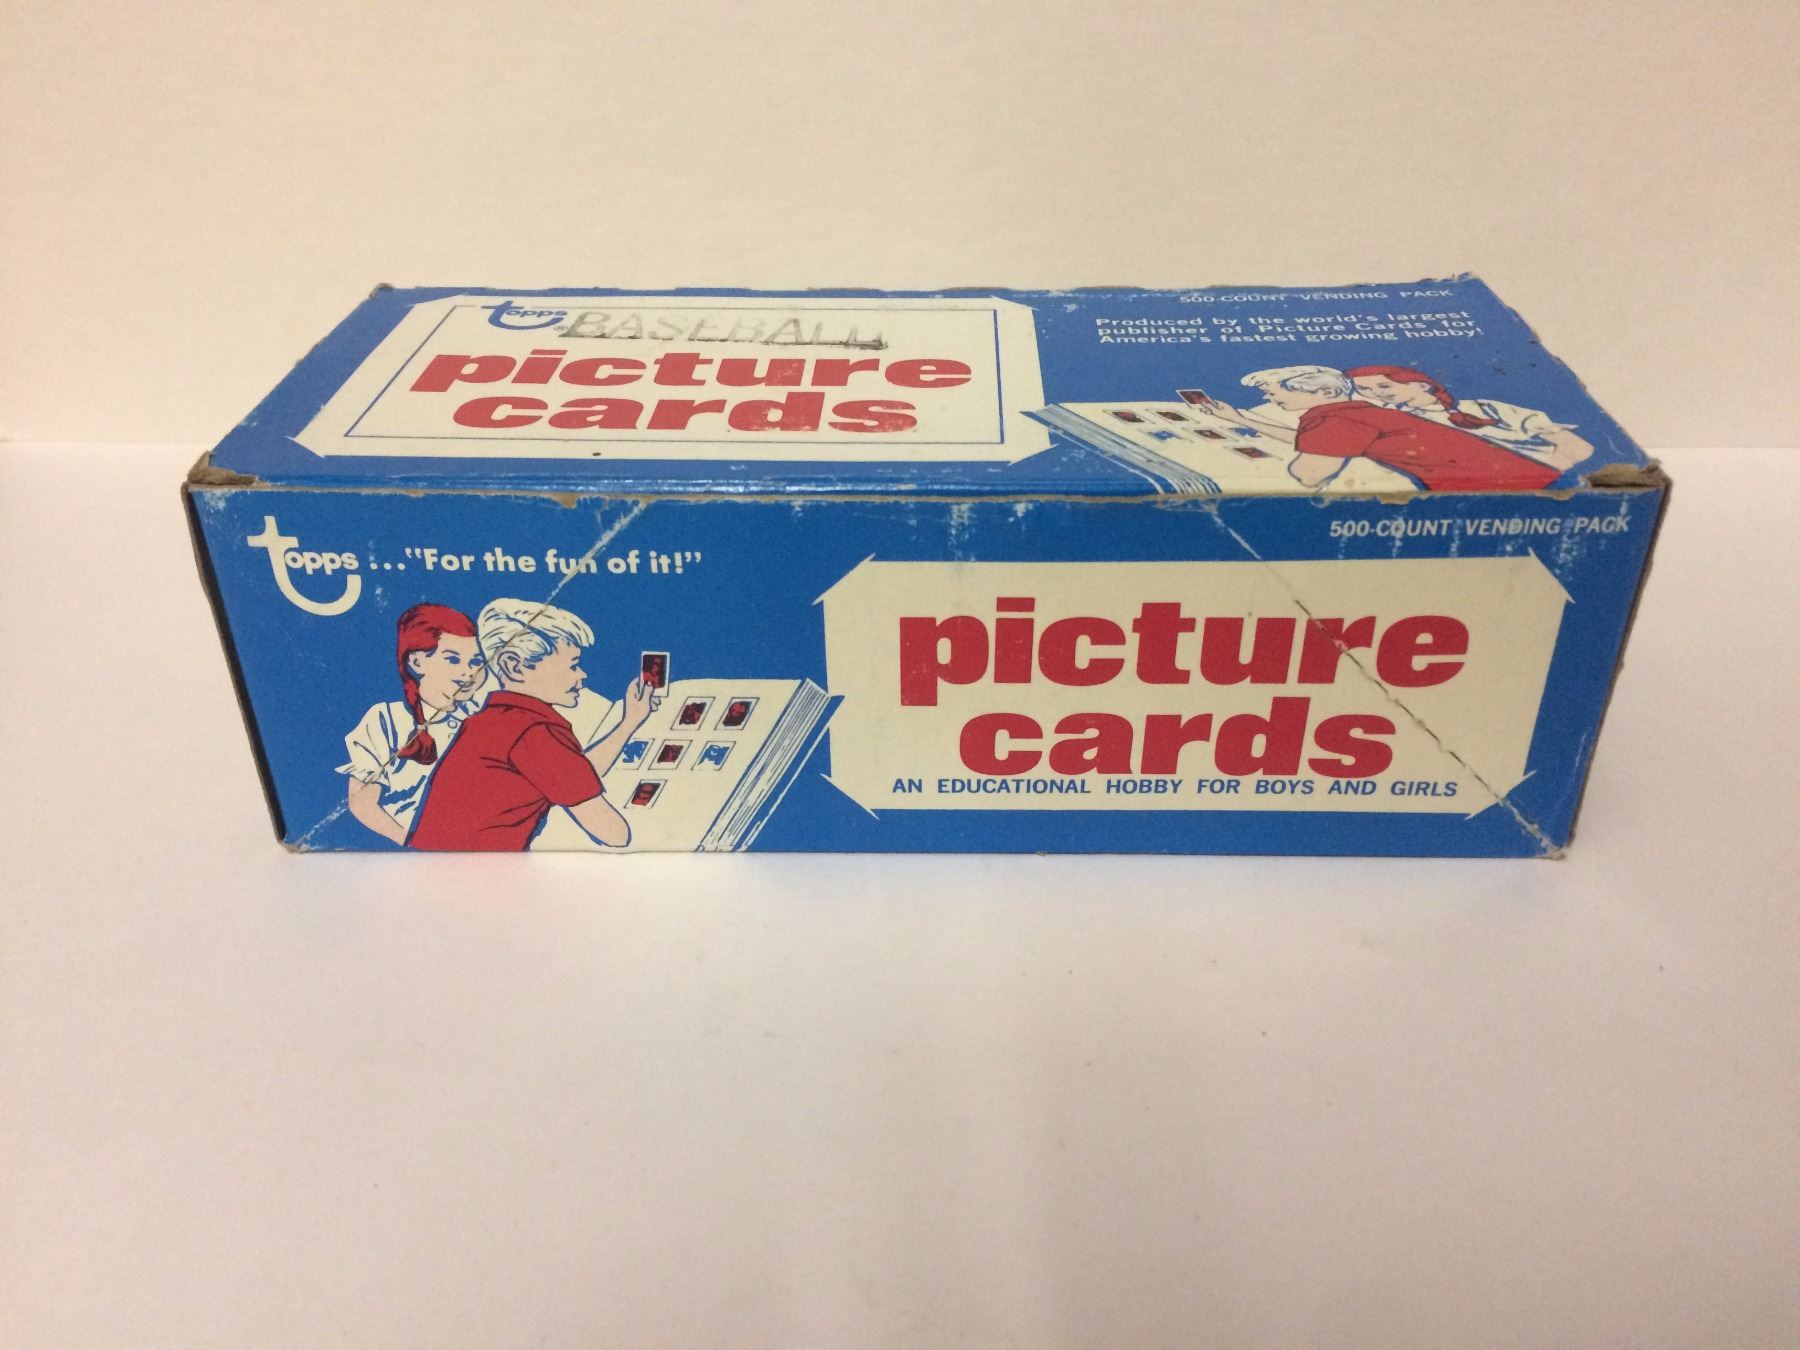 topps® BASEBALL
picture
cards
500-COUNT VENDING PACK
Produced by the world's largest
publisher of Picture Cards for
America's fastest growing hobby!
topps ... "For the fun of it!"
500-COUNT VENDING PACK
picture
cards
AN EDUCATIONAL HOBBY FOR BOYS AND GIRLS